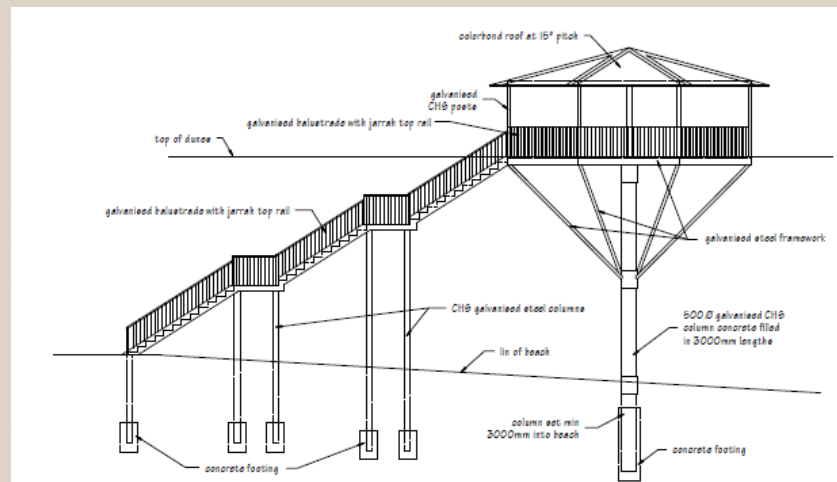 colorbond roof at 15° pitch
galvanised
CHS posts
galvanised balustrade with jarrah top rail
top of dunes
galvanised balustrade with jarrah top rail
galvanised steel framework
CHS galvanised steel columns
500.Ø galvanised CHS
column concrete filled
in 3000mm lengths
lin of beach
column set min
3000mm into beach
concrete footing
concrete footing